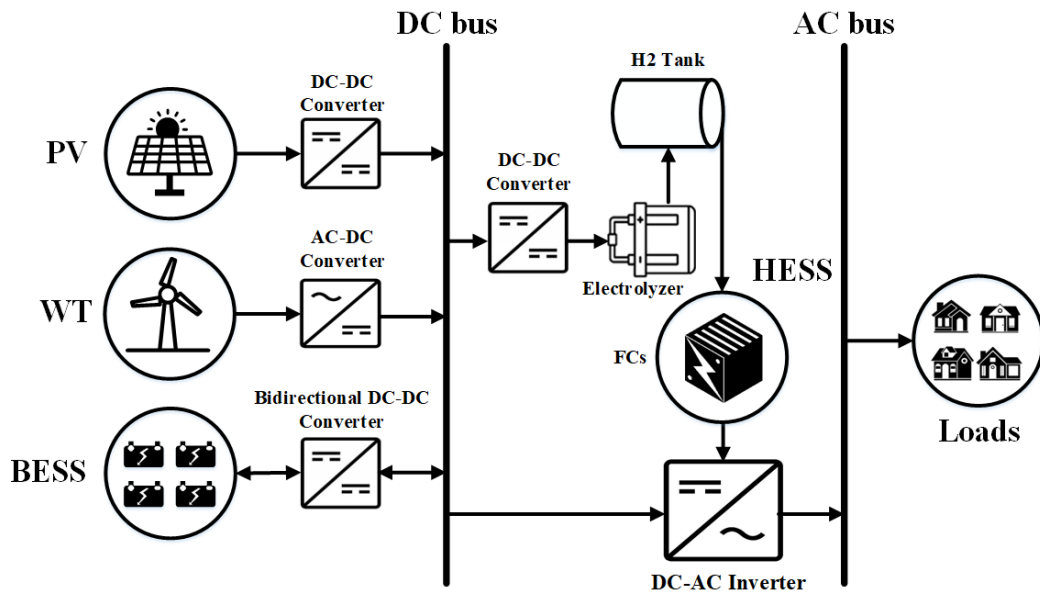 DC bus
AC bus
H2 Tank
DC-DC
Converter
PV
DC-DC
Converter
AC-DC
Converter
HESS
WT
Electrolyzer
FCs
Bidirectional DC-DC
Converter
Loads
BESS
DC-AC Inverter